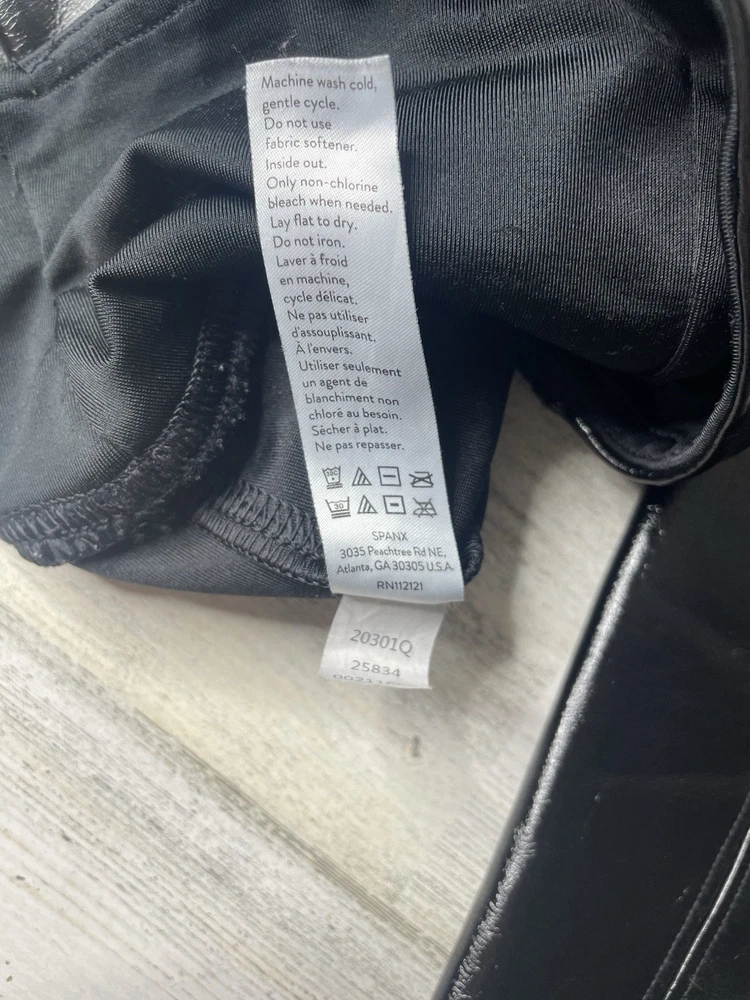 Machine wash cold,
gentle cycle.
Do not use
fabric softener.
Inside out.
Only non-chlorine
bleach when needed.
Lay flat to dry.
Do not iron.
Laver à froid
en machine,
cycle délicat.
Ne pas utiliser
d'assouplissant.
À l'envers.
Utiliser seulement
un agent de
blanchiment non
chloré au besoin.
Sécher à plat.
Ne pas repasser.
30
SPANX
3035 Peachtree Rd NE,
Atlanta, GA 30305 U.S.A.
RN112121
20301Q
25834